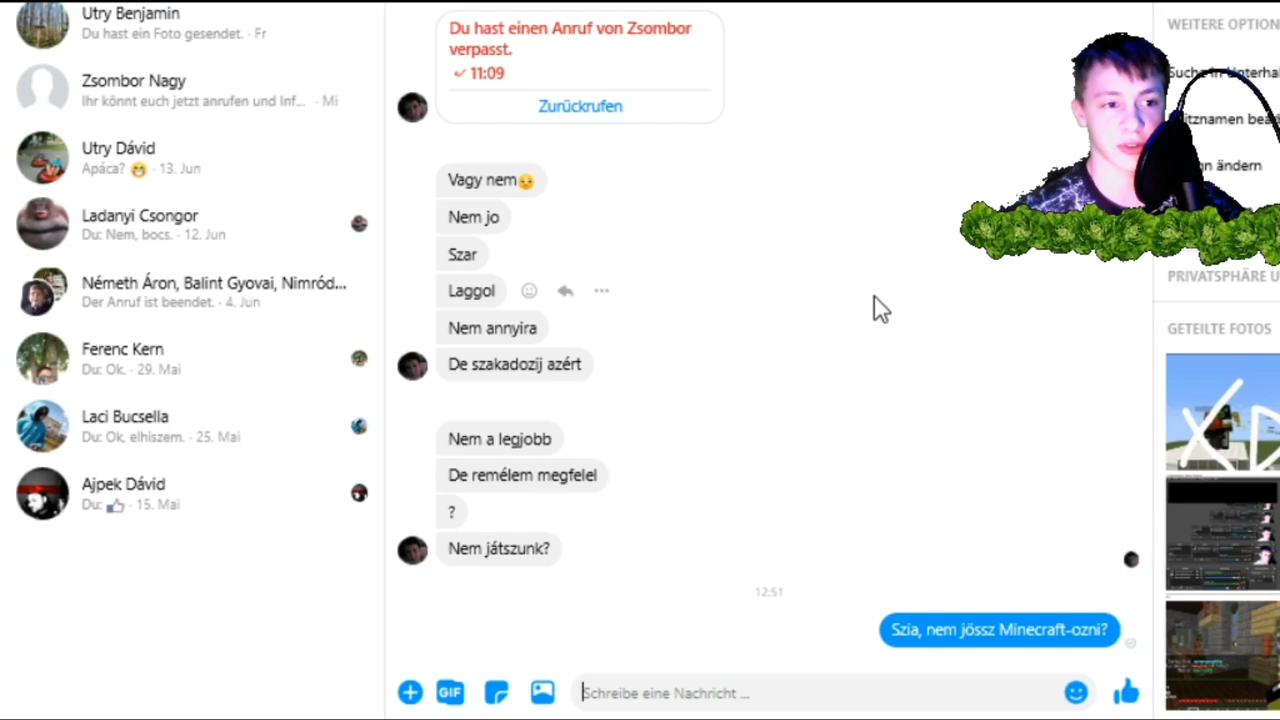 Utry Benjamin
Du hast ein Foto gesendet. · Fr
Zsombor Nagy
Ihr könnt euch jetzt anrufen und Inf... · Mi
Utry Dávid
Apáca? 😁 · 13. Jun
Ladanyi Csongor
Du: Nem, bocs. · 12. Jun
Németh Áron, Balint Gyovai, Nimród...
Der Anruf ist beendet. · 4. Jun
Ferenc Kern
Du: Ok. · 29. Mai
Laci Bucsella
Du: Ok, elhiszem. · 25. Mai
Ajpek Dávid
Du: 👍 · 15. Mai
Du hast einen Anruf von Zsombor
verpasst.
11:09
Zurückrufen
Vagy nem🥺
Nem jo
Szar
Laggol
Nem annyira
De szakadozij azért
Nem a legjobb
De remélem megfelel
?
Nem játszunk?
12:51
Szia, nem jössz Minecraft-ozni?
GIF
Schreibe eine Nachricht ...
WEITERE OPTION
Suche in Unterhal
itznamen bea
n ändern
PRIVATSPHÄRE U
GETEILTE FOTOS
XD